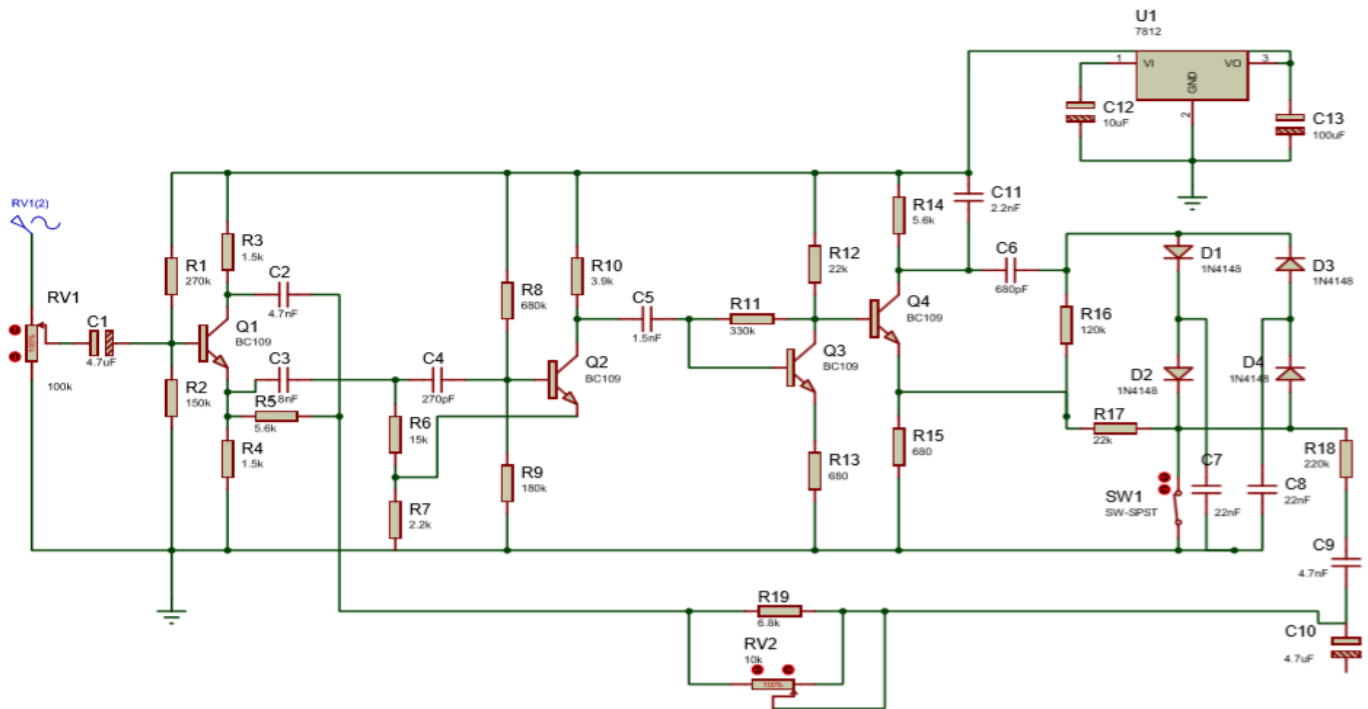 U1
7812
1
VI
VO
3
GND
2
C12
10uF
C13
100uF
RV1(2)
RV1
100%
100k
C1
4.7uF
R1
270k
R2
150k
R3
1.5k
C2
4.7nF
Q1
BC109
C3
.8nF
R5
5.6k
R4
1.5k
C4
270pF
R6
15k
R7
2.2k
R8
680k
R9
180k
R10
3.9k
Q2
BC109
C5
1.5nF
R11
330k
R12
22k
Q3
BC109
R13
680
R14
5.6k
Q4
BC109
R15
680
C11
2.2nF
C6
680pF
R16
120k
R17
22k
D1
1N4148
D3
1N4148
D2
1N4148
D4
1N4148
SW1
SW-SPST
C7
22nF
C8
22nF
R18
220k
C9
4.7nF
C10
4.7uF
R19
6.8k
RV2
10k
100%